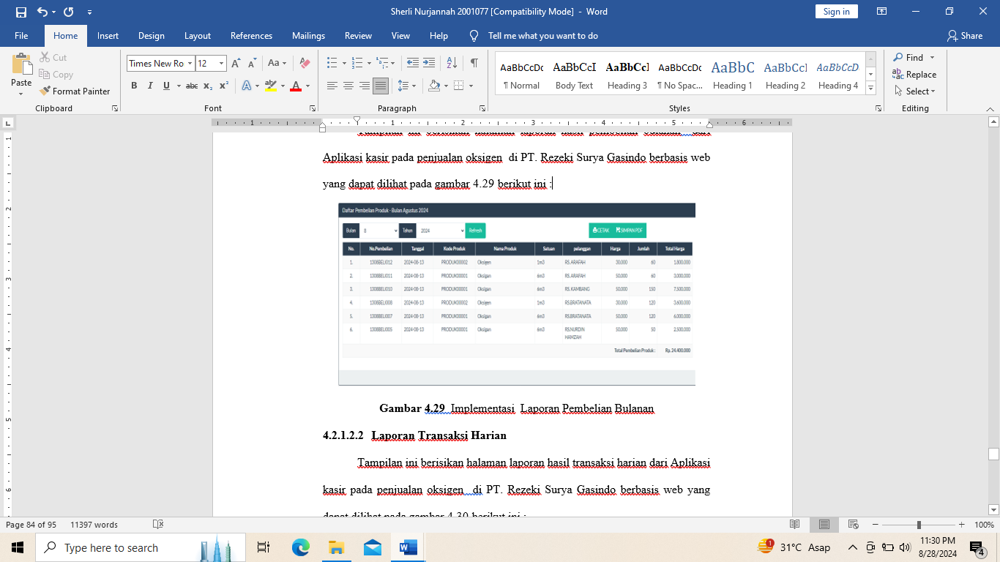 Sherli Nurjannah 2001077 [Compatibility Mode] - Word
Sign in
File Home Insert Design Layout References Mailings Review View Help Tell me what you want to do Share
Paste
Cut
Copy
Format Painter
Clipboard
Times New Ro 12
Font
Paragraph
AaBbCcDc AaBbCcI AaBbCcI AaBbCcDc AaBbC AaBbCcI AaBbCcD
¶ Normal Body Text Heading 3 ¶ No Spac... Heading 1 Heading 2 Heading 4
Styles
Find
Replace
Select
Editing
Aplikasi kasir pada penjualan oksigen di PT. Rezeki Surya Gasindo berbasis web
yang dapat dilihat pada gambar 4.29 berikut ini :
Daftar Pembelian Produk - Bulan Agustus 2024
Bulan 8 Tahun 2024 Refresh CETAK SIMPAN PDF
No. No.Pembelian Tanggal Kode Produk Nama Produk Satuan pelanggan Harga Jumlah Total Harga
1. 1308BELI012 2024-08-13 PRODUK00002 Oksigen 1m3 RS.ARAFAH 30.000 60 1.800.000
2. 1308BELI011 2024-08-13 PRODUK00001 Oksigan 6m3 RS.ARAFAH 50.000 60 3.000.000
3. 1308BELI010 2024-08-13 PRODUK00001 Oksigan 6m3 RS. KAMBANG 50.000 150 7.500.000
4. 1308BELI008 2024-08-13 PRODUK00002 Oksigen 1m3 RS.BRATANATA 30.000 120 3.600.000
5. 1308BELI007 2024-08-13 PRODUK00001 Oksigan 6m3 RS.BRATANATA 50.000 120 6.000.000
6. 1308BELI005 2024-08-13 PRODUK00001 Oksigan 6m3 RS.NURDIN HAMZAH 50.000 50 2.500.000
Total Pembelian Produk : Rp. 24.400.000
Gambar 4.29 Implementasi Laporan Pembelian Bulanan
4.2.1.2.2 Laporan Transaksi Harian
Tampilan ini berisikan halaman laporan hasil transaksi harian dari Aplikasi
kasir pada penjualan oksigen di PT. Rezeki Surya Gasindo berbasis web yang
dapat dilihat pada gambar 4.30 berikut ini :
Page 84 of 95 11397 words 100%
Type here to search
31°C Asap
11:30 PM
8/28/2024
4